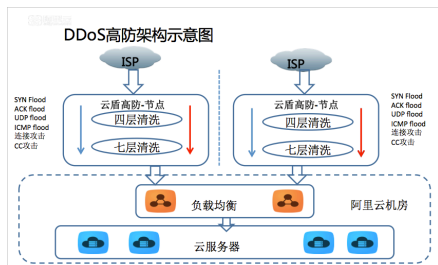 DDoS高防架构示意图
ISP
ISP
SYN Flood
ACK flood
UDP flood
ICMP flood
连接攻击
CC攻击
云盾高防-节点
四层清洗
七层清洗
云盾高防-节点
四层清洗
七层清洗
SYN Flood
ACK flood
UDP flood
ICMP flood
连接攻击
CC攻击
负载均衡
阿里云机房
云服务器